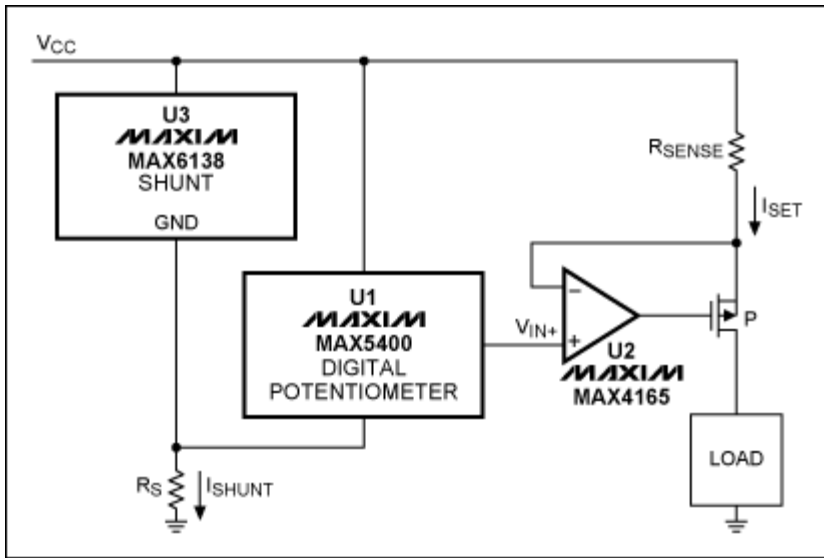 VCC
U3
MAXIM
MAX6138
SHUNT
GND
RSENSE
ISET
U1
MAXIM
MAX5400
DIGITAL
POTENTIOMETER
VIN+
−
+
U2
MAXIM
MAX4165
P
LOAD
RS
ISHUNT